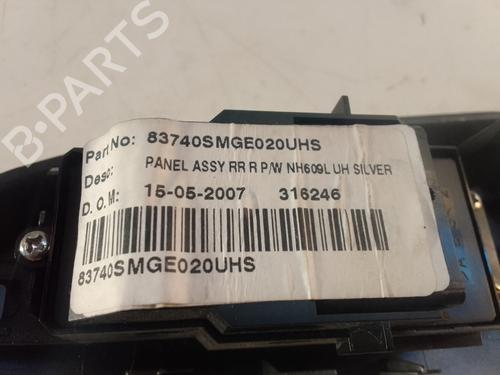 Part No: 83740SMGE020UHS
Desc: PANEL ASSY RR R P/W NH609L UH SILVER
D.O.M: 15-05-2007 316246
83740SMGE020UHS
B-PARTS